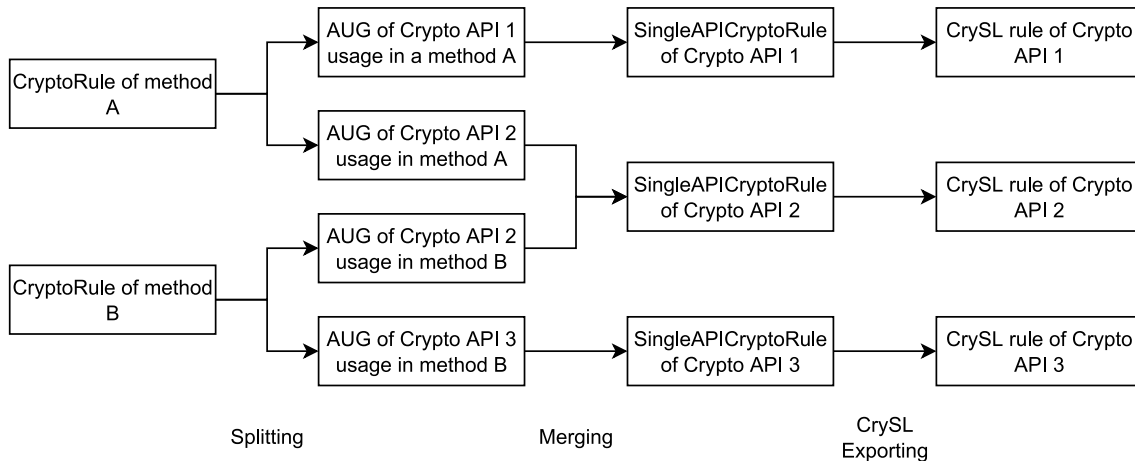 CryptoRule of method
A
CryptoRule of method
B
AUG of Crypto API 1
usage in a method A
AUG of Crypto API 2
usage in method A
AUG of Crypto API 2
usage in method B
AUG of Crypto API 3
usage in method B
SingleAPICryptoRule
of Crypto API 1
SingleAPICryptoRule
of Crypto API 2
SingleAPICryptoRule
of Crypto API 3
CrySL rule of Crypto
API 1
CrySL rule of Crypto
API 2
CrySL rule of Crypto
API 3
Splitting
Merging
CrySL
Exporting